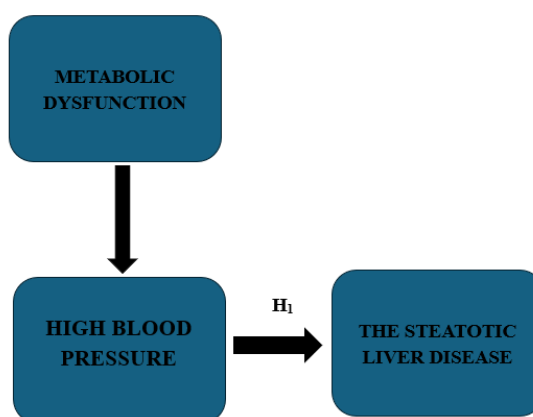 METABOLIC
DYSFUNCTION
H1
HIGH BLOOD
PRESSURE
THE STEATOTIC
LIVER DISEASE